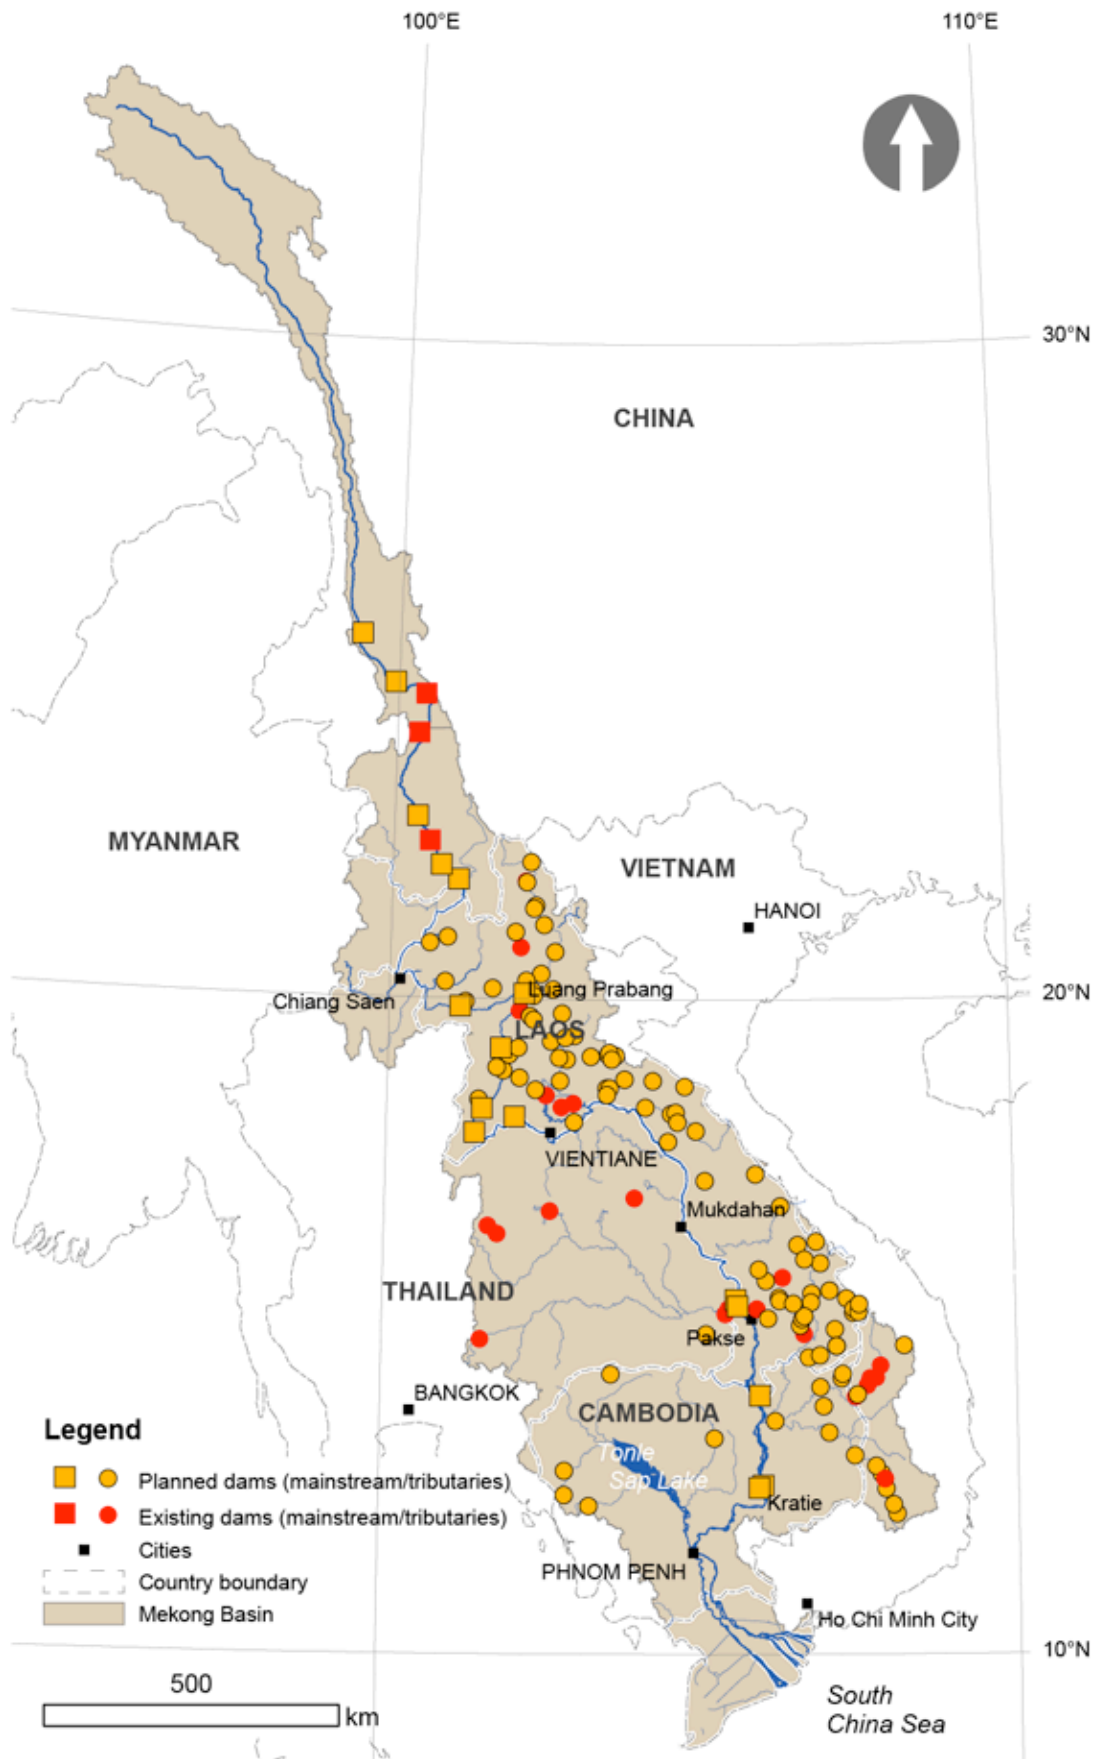 100°E
110°E
30°N
CHINA
MYANMAR
VIETNAM
HANOI
Chiang Saen
Luang Prabang
20°N
LAOS
VIENTIANE
Mukdahan
THAILAND
Pakse
BANGKOK
CAMBODIA
Tonle
Sap Lake
Kratie
PHNOM PENH
Ho Chi Minh City
10°N
South
China Sea
Legend
Planned dams (mainstream/tributaries)
Existing dams (mainstream/tributaries)
Cities
Country boundary
Mekong Basin
500
km